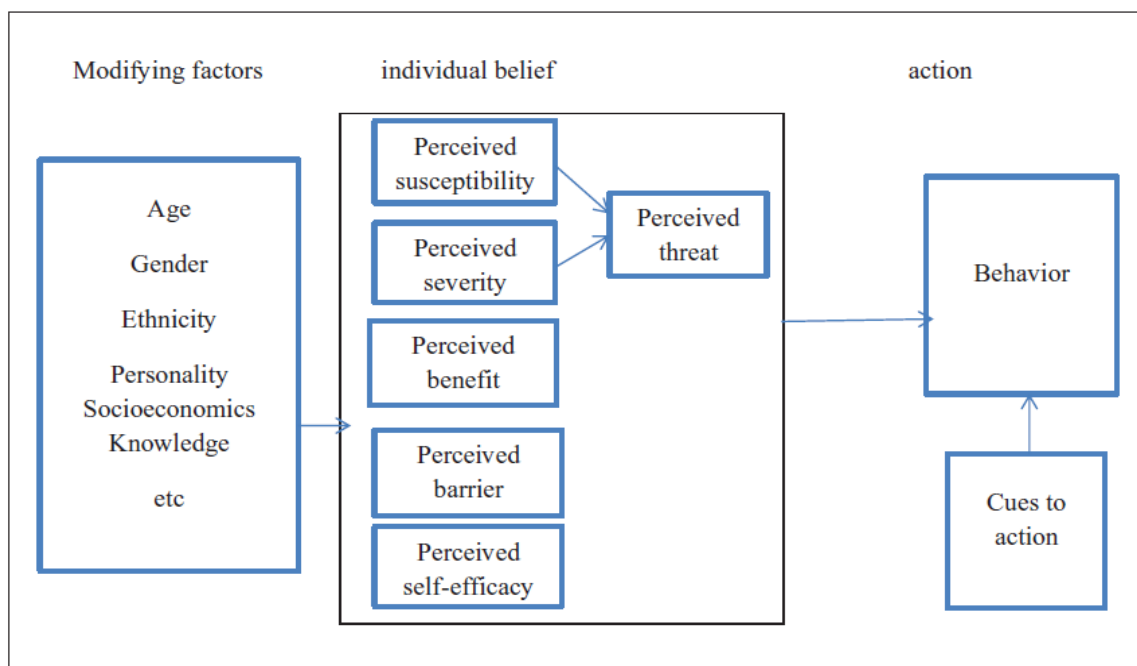 Modifying factors
individual belief
action
Age
Gender
Ethnicity
Personality
Socioeconomics
Knowledge
etc
Perceived
susceptibility
Perceived
severity
Perceived
threat
Perceived
benefit
Perceived
barrier
Perceived
self-efficacy
Behavior
Cues to
action